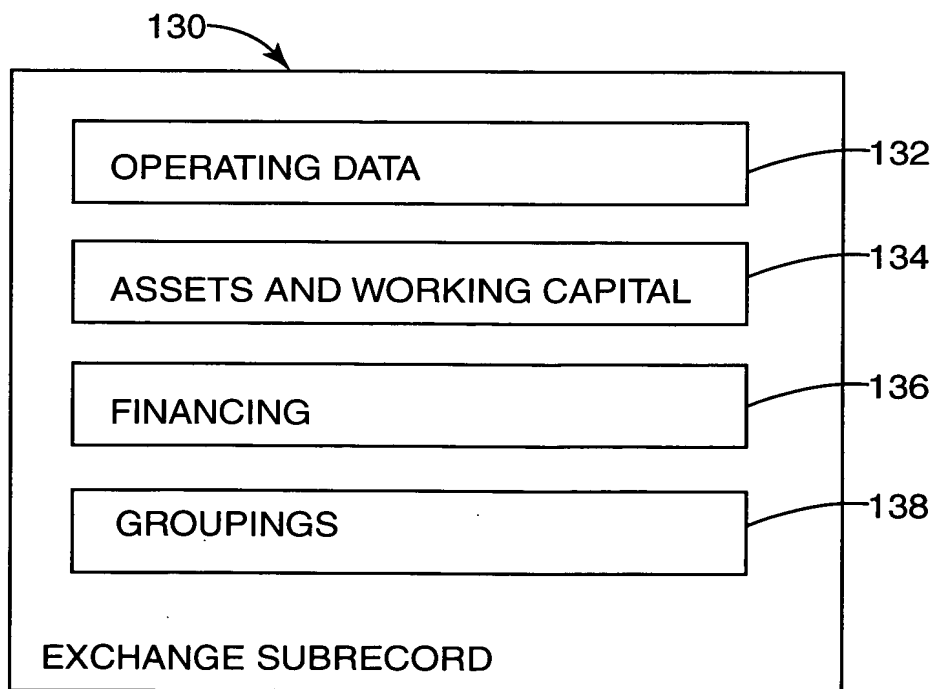 130
OPERATING DATA
132
ASSETS AND WORKING CAPITAL
134
FINANCING
136
GROUPINGS
138
EXCHANGE SUBRECORD